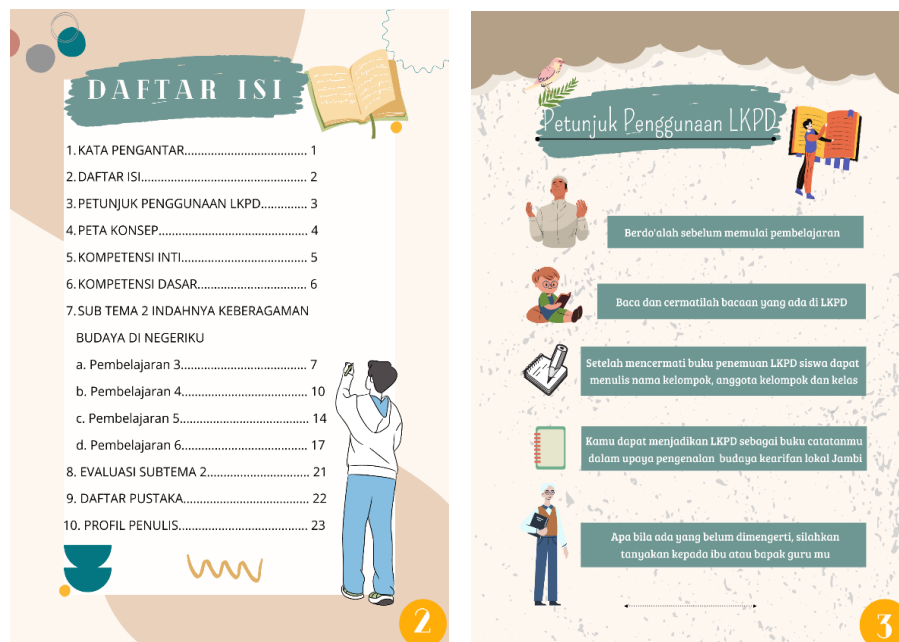 DAFTAR ISI
1. KATA PENGANTAR..................................... 1
2. DAFTAR ISI.................................................. 2
3. PETUNJUK PENGGUNAAN LKPD.............. 3
4. PETA KONSEP............................................. 4
5. KOMPETENSI INTI...................................... 5
6. KOMPETENSI DASAR................................. 6
7. SUB TEMA 2 INDAHNYA KEBERAGAMAN
BUDAYA DI NEGERIKU
a. Pembelajaran 3...................................... 7
b. Pembelajaran 4...................................... 10
c. Pembelajaran 5....................................... 14
d. Pembelajaran 6...................................... 17
8. EVALUASI SUBTEMA 2................................ 21
9. DAFTAR PUSTAKA..................................... 22
10. PROFIL PENULIS...................................... 23
2
Petunjuk Penggunaan LKPD
Berdo'alah sebelum memulai pembelajaran
Baca dan cermatilah bacaan yang ada di LKPD
Setelah mencermati buku penemuan LKPD siswa dapat
menulis nama kelompok, anggota kelompok dan kelas
Kamu dapat menjadikan LKPD sebagai buku catatanmu
dalam upaya pengenalan budaya kearifan lokal Jambi
Apa bila ada yang belum dimengerti, silahkan
tanyakan kepada ibu atau bapak guru mu
3